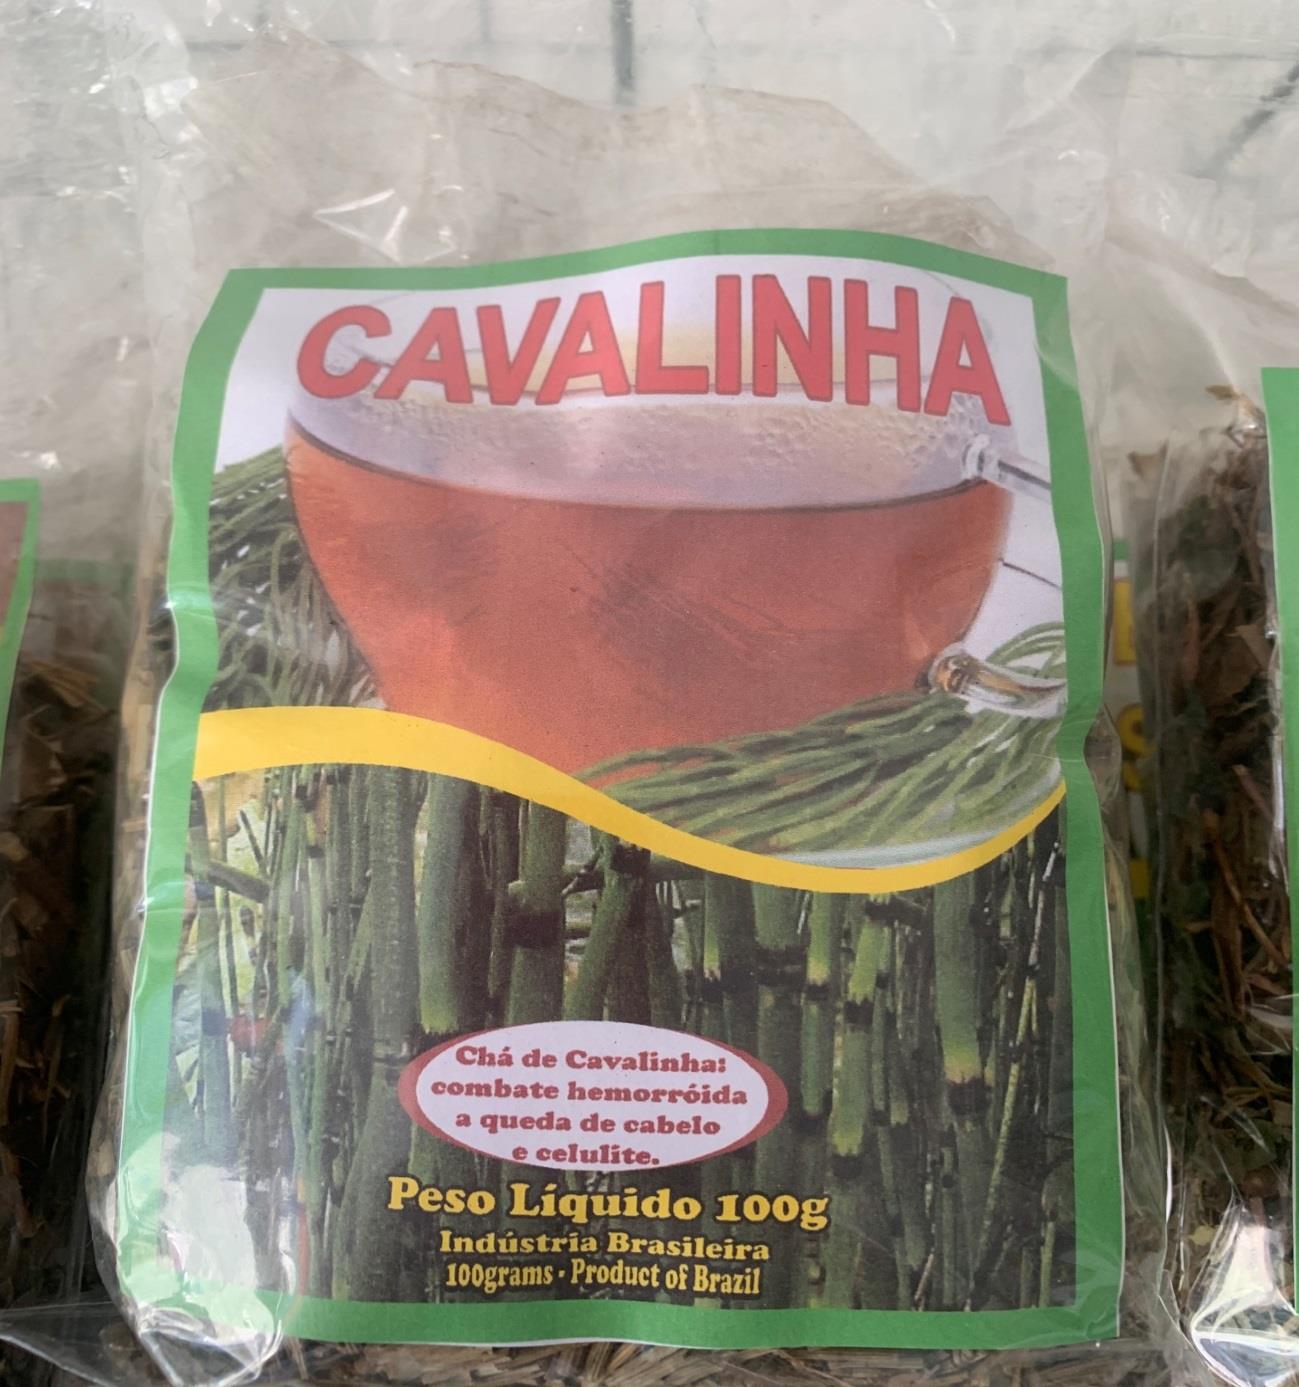 CAVALINHA
Chá de Cavalinha:
combate hemorróida
a queda de cabelo
e celulite.
Peso Líquido 100g
Indústria Brasileira
100grams - Product of Brazil